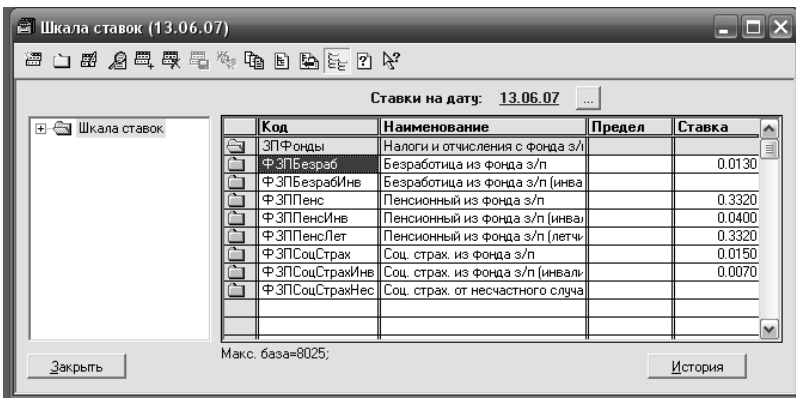 Шкала ставок (13.06.07)
Ставки на дату: 13.06.07 ...
Шкала ставок
Код Наименование Предел Ставка
ЗПФонды Налоги и отчисления с фонда з/
ФЗПБезраб Безработица из фонда з/п 0.0130
ФЗПБезрабИнв Безработица из фонда з/п (инва
ФЗППенс Пенсионный из фонда з/п 0.3320
ФЗППенсИнв Пенсионный из фонда з/п (инва 0.0400
ФЗППенсЛет Пенсионный из фонда з/п (летч 0.3320
ФЗПСоцСтрах Соц. страх. из фонда з/п 0.0150
ФЗПСоцСтрахИнв Соц. страх. из фонда з/п (инвали 0.0070
ФЗПСоцСтрахНес Соц. страх. от несчастного случа
Макс. база=8025;
Закрыть История